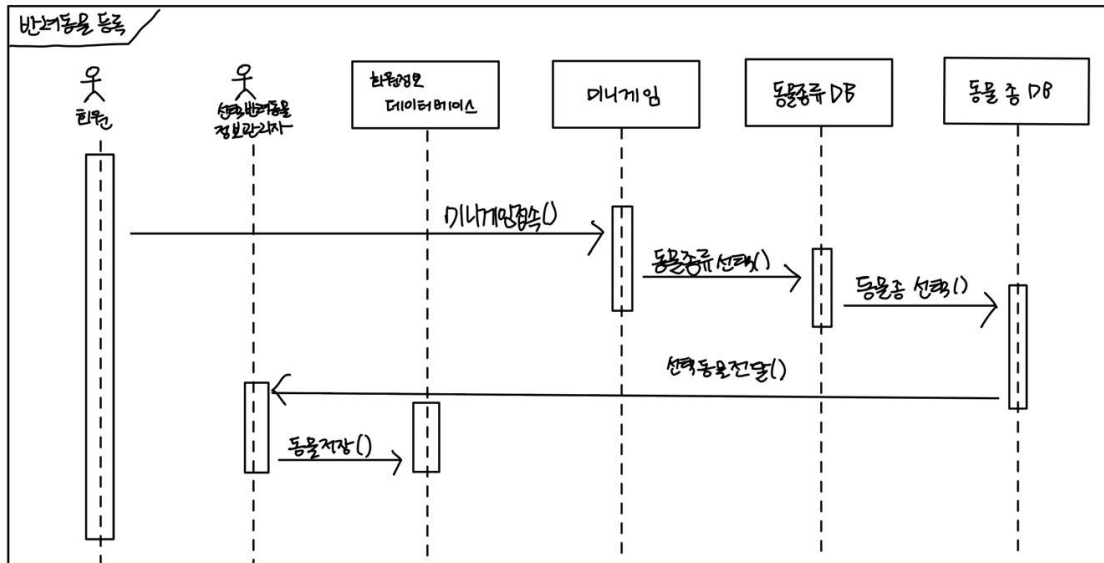 반려동물 등록
회원
선택반려동물
정보관리자
회원정보
데이터베이스
미니게임
동물종류 DB
동물 종 DB
미니게임접속()
동물종류 선택()
동물종 선택()
선택동물전달()
동물저장()